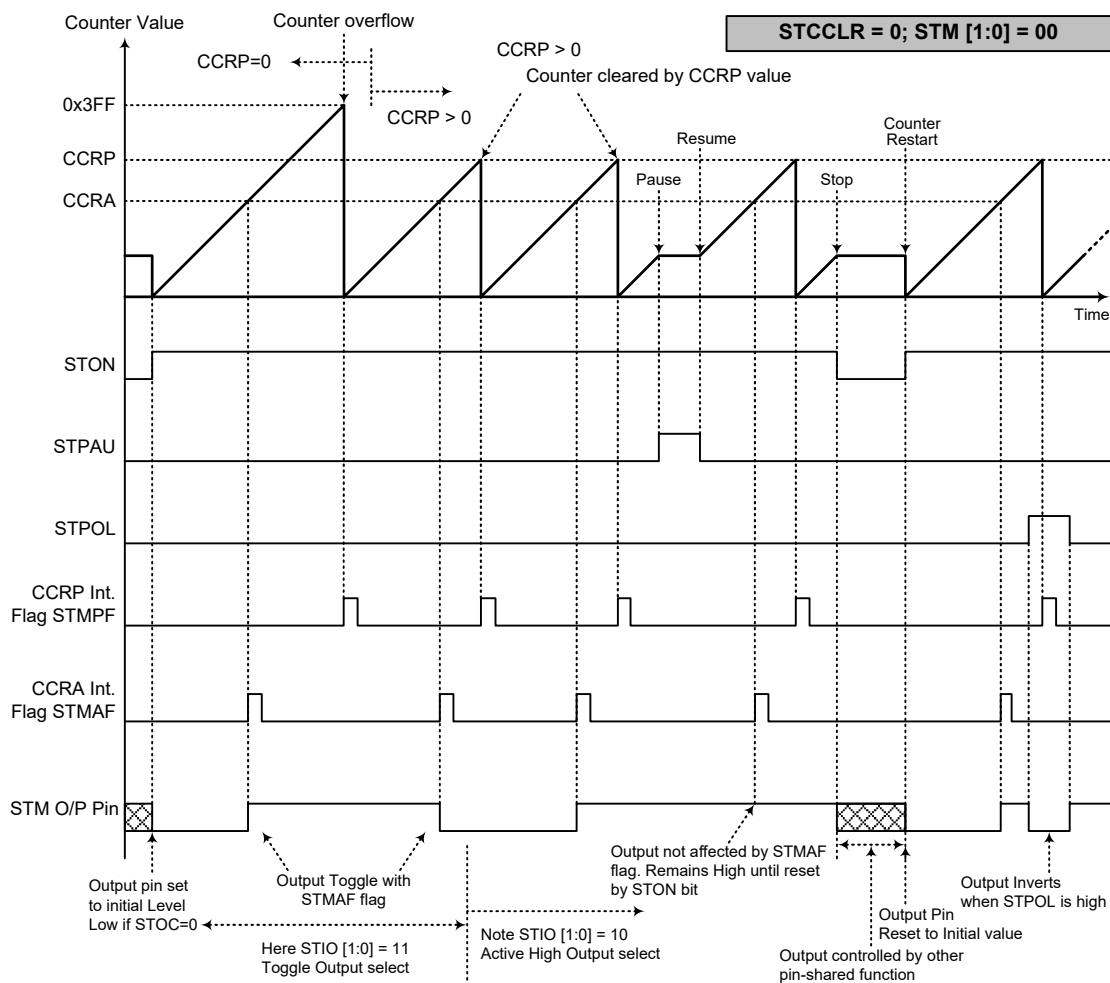 Counter Value
Counter overflow
STCCLR = 0; STM [1:0] = 00
CCRP=0
CCRP > 0
CCRP > 0
Counter cleared by CCRP value
0x3FF
CCRP
CCRA
Pause
Resume
Stop
Counter
Restart
Time
STON
STPAU
STPOL
CCRP Int.
Flag STMPF
CCRA Int.
Flag STMAF
STM O/P Pin
Output pin set
to initial Level
Low if STOC=0
Output Toggle with
STMAF flag
Here STIO [1:0] = 11
Toggle Output select
Note STIO [1:0] = 10
Active High Output select
Output not affected by STMAF
flag. Remains High until reset
by STON bit
Output controlled by other
pin-shared function
Output Pin
Reset to Initial value
Output Inverts
when STPOL is high